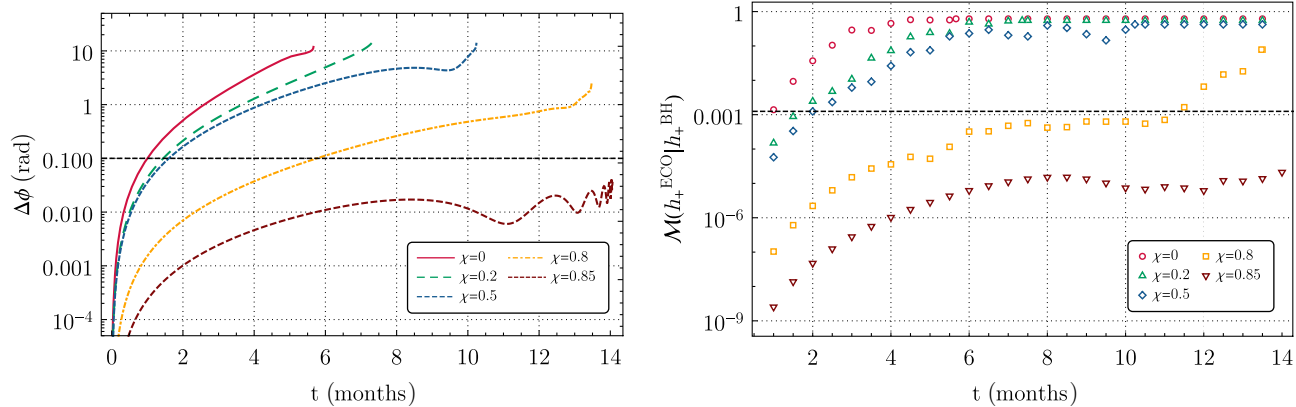 10
1
0.100
0.010
0.001
10⁻⁴
Δϕ (rad)
0 2 4 6 8 10 12 14
t (months)
χ=0 χ=0.8
χ=0.2 χ=0.85
χ=0.5
1
0.001
10⁻⁶
10⁻⁹
ℳ(h₊ᴱᶜᴼ|h₊ᴮᴴ)
2 4 6 8 10 12 14
t (months)
χ=0 χ=0.8
χ=0.2 χ=0.85
χ=0.5